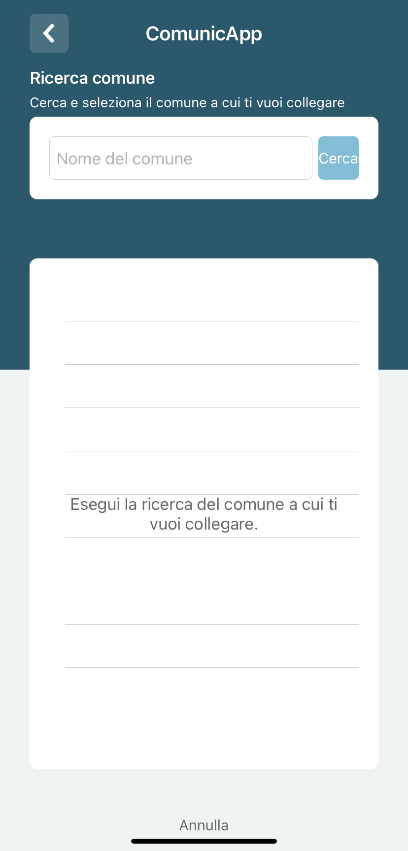 ComunicApp
Ricerca comune
Cerca e seleziona il comune a cui ti vuoi collegare
Nome del comune
Cerca
Esegui la ricerca del comune a cui ti
vuoi collegare.
Annulla